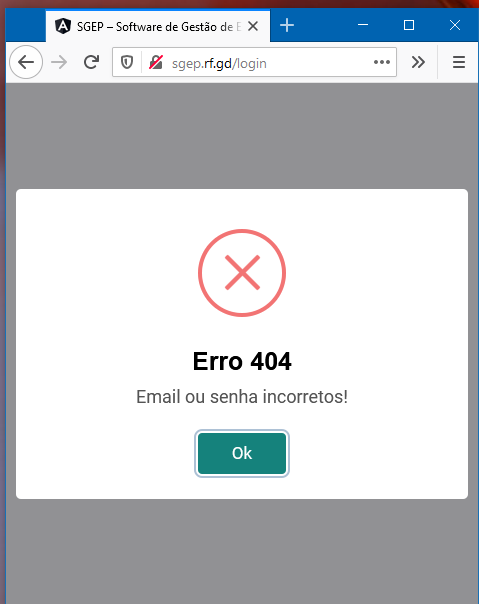 SGEP – Software de Gestão de E
sgep.rf.gd/login
Erro 404
Email ou senha incorretos!
Ok